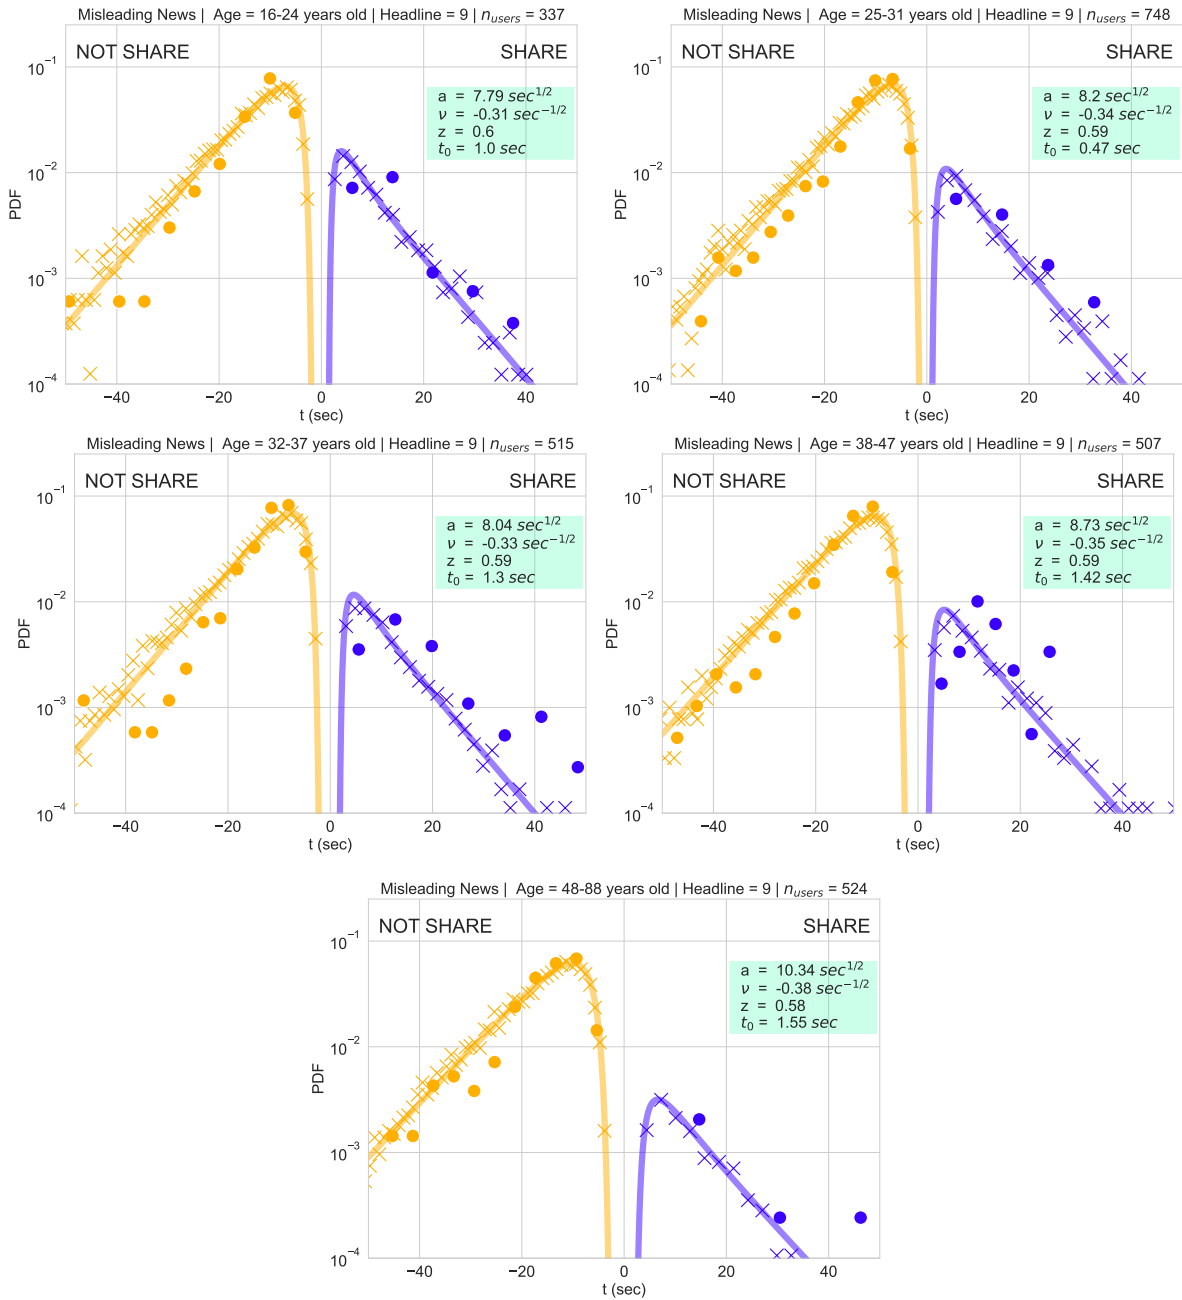 Misleading News | Age = 16-24 years old | Headline = 9 | n_users = 337
NOT SHARE SHARE
10⁻¹
a = 7.79 sec^1/2
ν = -0.31 sec^−1/2
z = 0.6
t₀ = 1.0 sec
10⁻²
PDF
10⁻³
10⁻⁴
−40 −20 0 20 40
t (sec)
Misleading News | Age = 25-31 years old | Headline = 9 | n_users = 748
NOT SHARE SHARE
10⁻¹
a = 8.2 sec^1/2
ν = -0.34 sec^−1/2
z = 0.59
t₀ = 0.47 sec
10⁻²
PDF
10⁻³
10⁻⁴
−40 −20 0 20 40
t (sec)
Misleading News | Age = 32-37 years old | Headline = 9 | n_users = 515
NOT SHARE SHARE
10⁻¹
a = 8.04 sec^1/2
ν = -0.33 sec^−1/2
z = 0.59
t₀ = 1.3 sec
10⁻²
PDF
10⁻³
10⁻⁴
−40 −20 0 20 40
t (sec)
Misleading News | Age = 38-47 years old | Headline = 9 | n_users = 507
NOT SHARE SHARE
10⁻¹
a = 8.73 sec^1/2
ν = -0.35 sec^−1/2
z = 0.59
t₀ = 1.42 sec
10⁻²
PDF
10⁻³
10⁻⁴
−40 −20 0 20 40
t (sec)
Misleading News | Age = 48-88 years old | Headline = 9 | n_users = 524
NOT SHARE SHARE
10⁻¹
a = 10.34 sec^1/2
ν = -0.38 sec^−1/2
z = 0.58
t₀ = 1.55 sec
10⁻²
PDF
10⁻³
10⁻⁴
−40 −20 0 20 40
t (sec)